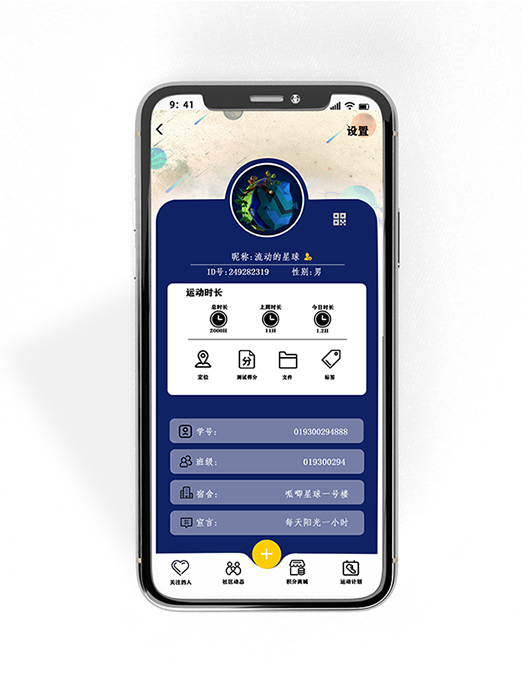 9: 41
设置
昵称:流动的星球
ID号:249282319 性别:男
运动时长
总时长 上周时长 今日时长
2000H 11H 1.2H
定位 测试得分 文件 标签
学号: 019300294888
班级: 019300294
宿舍: 呱唧星球一号楼
宣言: 每天阳光一小时
关注的人 社区动态 积分商城 运动计划